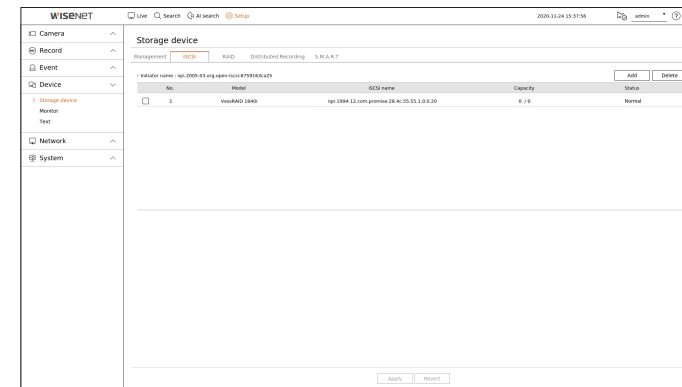 WISENET
Live Search AI search Setup
2020-11-24 15:37:56
admin
?
Camera
Record
Event
Device
> Storage device
Monitor
Text
Network
System
Storage device
Management iSCSI RAID Distributed Recording S.M.A.R.T
Initiator name : iqn.2005-03.org.open-iscsi:6759163ca25
Add Delete
No. Model iSCSI name Capacity Status
1 VessRAID 1840i iqn.1994-12.com.promise.28.4c.55.55.1.0.0.20 0 / 0 Normal
Apply Revert